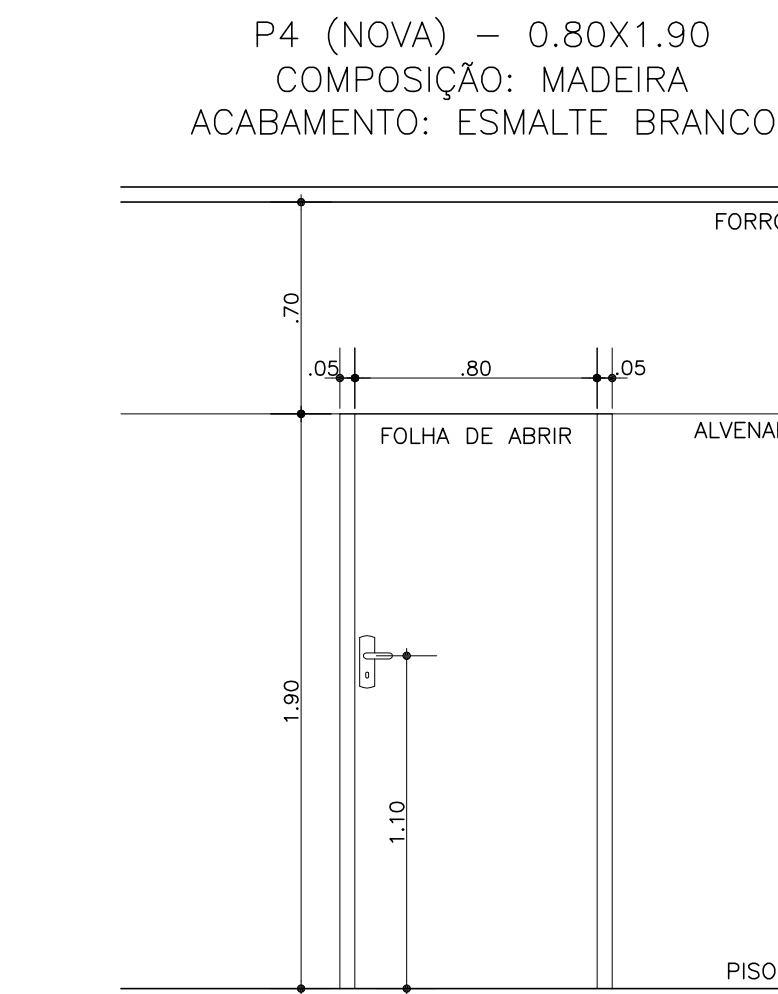 P4 (NOVA) – 0.80X1.90
COMPOSIÇÃO: MADEIRA
ACABAMENTO: ESMALTE BRANCO
FORRO
.70
.05
.80
.05
FOLHA DE ABRIR
1.90
1.10
PISO